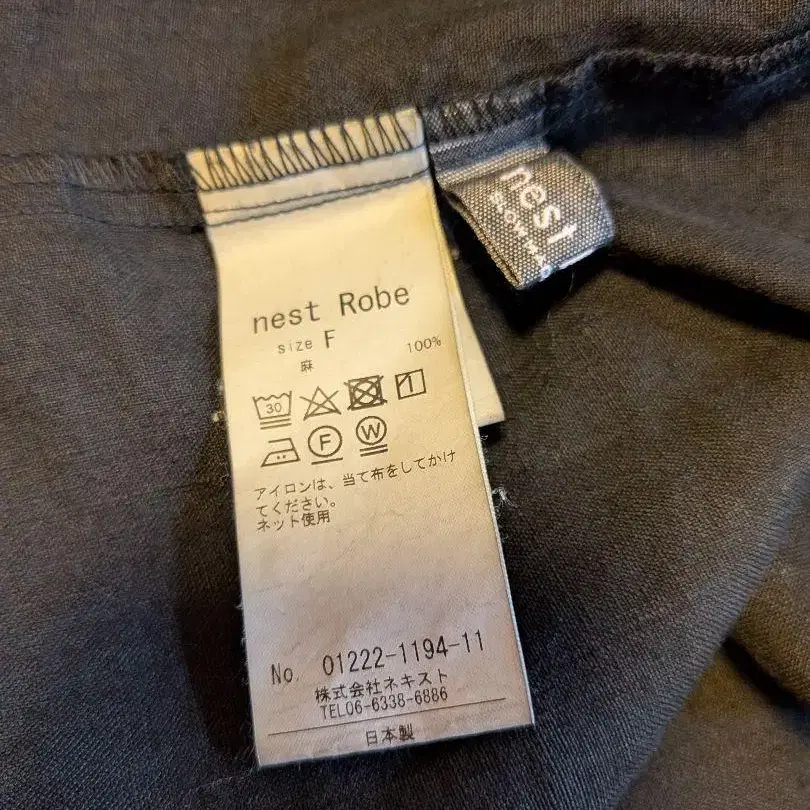 nest Robe
size F
麻 100%
30
F W
アイロンは、当て布をしてかけ
てください。
ネット使用
No. 01222-1194-11
株式会社ネキスト
TEL06-6338-6886
日本製
nest